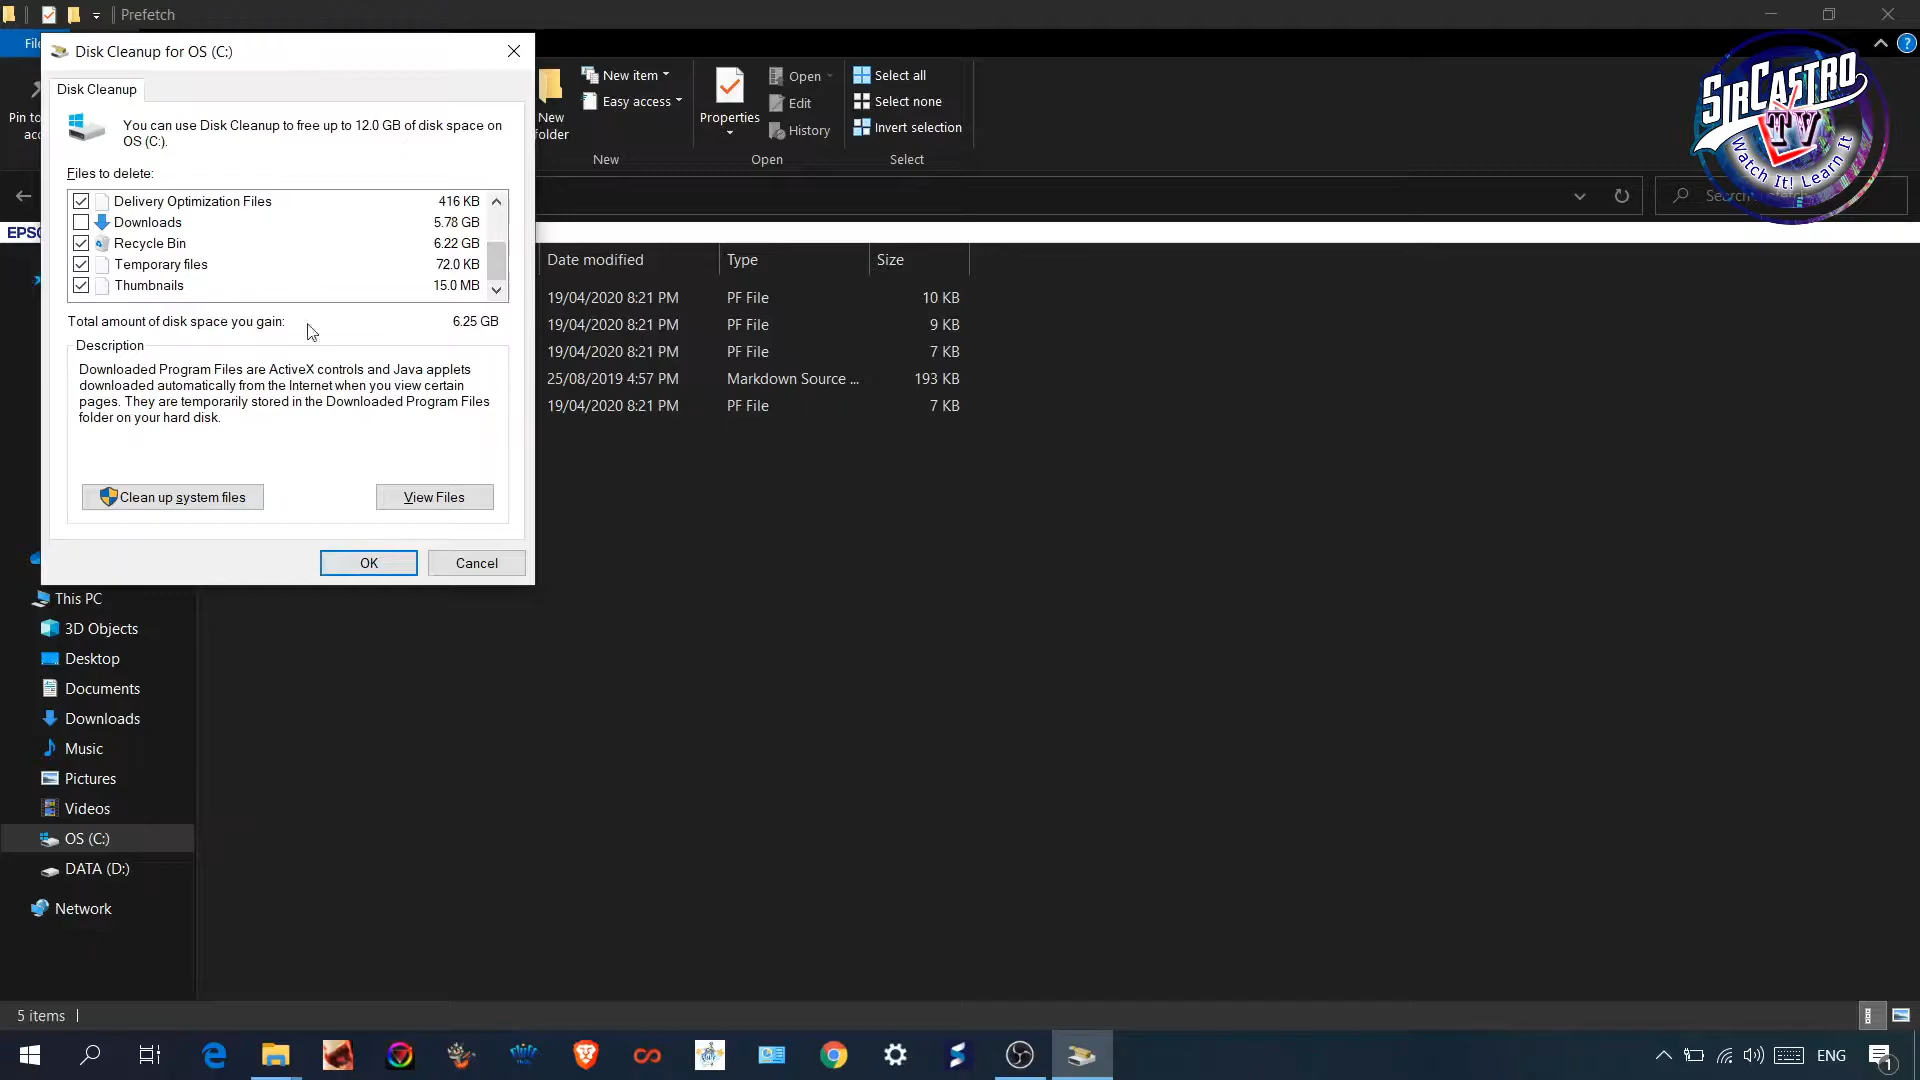 Prefetch
File
Disk Cleanup for OS (C:)
Disk Cleanup
You can use Disk Cleanup to free up to 12.0 GB of disk space on
OS (C:).
Files to delete:
Delivery Optimization Files 416 KB
Downloads 5.78 GB
Recycle Bin 6.22 GB
Temporary files 72.0 KB
Thumbnails 15.0 MB
Total amount of disk space you gain: 6.25 GB
Description
Downloaded Program Files are ActiveX controls and Java applets
downloaded automatically from the Internet when you view certain
pages. They are temporarily stored in the Downloaded Program Files
folder on your hard disk.
Clean up system files
View Files
OK
Cancel
Pin to
New
New item
Easy access
New
Properties
Open
Edit
History
Open
Select all
Select none
Invert selection
Select
SIRCASTRO
TV
Watch It! Learn It
Date modified Type Size
19/04/2020 8:21 PM PF File 10 KB
19/04/2020 8:21 PM PF File 9 KB
19/04/2020 8:21 PM PF File 7 KB
25/08/2019 4:57 PM Markdown Source ... 193 KB
19/04/2020 8:21 PM PF File 7 KB
This PC
3D Objects
Desktop
Documents
Downloads
Music
Pictures
Videos
OS (C:)
DATA (D:)
Network
5 items
ENG
1